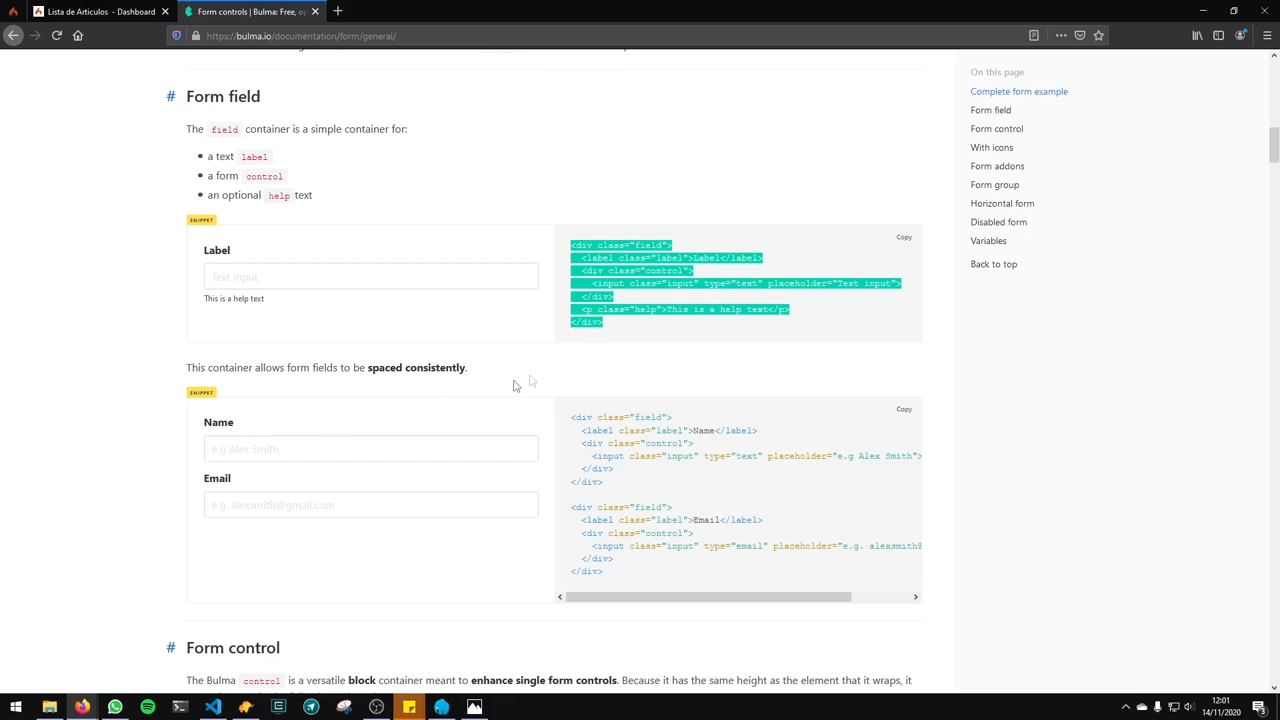 Lista de Articulos - Dashboard
Form controls | Bulma: Free, o
https://bulma.io/documentation/form/general/
# Form field
The field container is a simple container for:
a text label
a form control
an optional help text
SNIPPET
Label
Text input
This is a help text
Copy
<div class="field">
<label class="label">Label</label>
<div class="control">
<input class="input" type="text" placeholder="Text input">
</div>
<p class="help">This is a help text</p>
</div>
This container allows form fields to be spaced consistently.
SNIPPET
Name
e.g Alex Smith
Email
e.g. alexsmith@gmail.com
Copy
<div class="field">
<label class="label">Name</label>
<div class="control">
<input class="input" type="text" placeholder="e.g Alex Smith">
</div>
</div>
<div class="field">
<label class="label">Email</label>
<div class="control">
<input class="input" type="email" placeholder="e.g. alexsmith@
</div>
</div>
# Form control
The Bulma control is a versatile block container meant to enhance single form controls. Because it has the same height as the element that it wraps, it
On this page
Complete form example
Form field
Form control
With icons
Form addons
Form group
Horizontal form
Disabled form
Variables
Back to top
12:01
14/11/2020